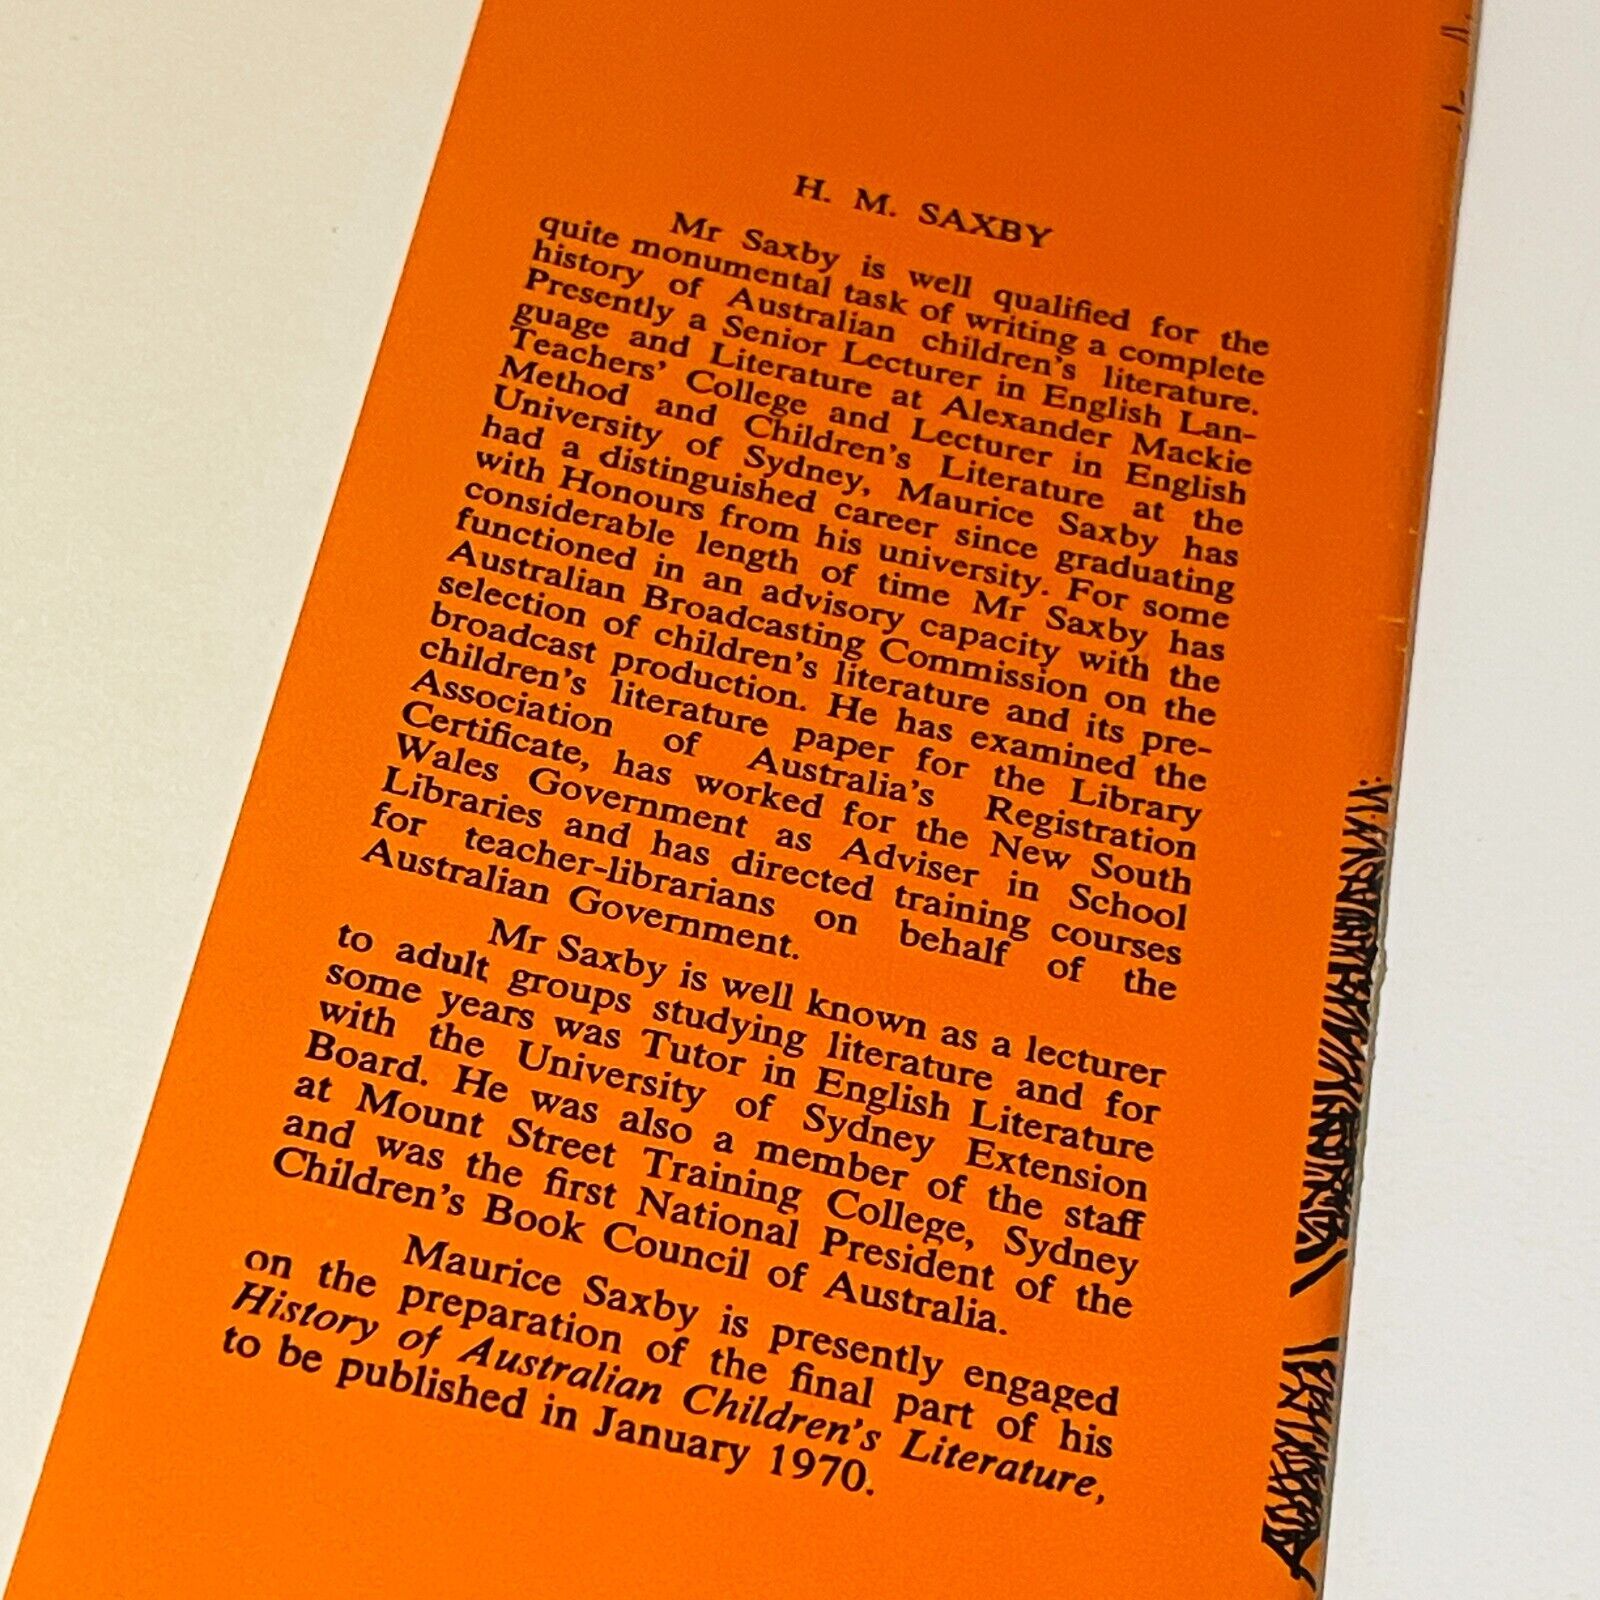 H. M. SAXBY
Mr Saxby is well qualified for the
quite monumental task of writing a complete
history of Australian children's literature.
Presently a Senior Lecturer in English Lan-
guage and Literature at Alexander Mackie
Teachers' College and Lecturer in English
Method and Children's Literature at the
University of Sydney, Maurice Saxby has
had a distinguished career since graduating
with Honours from his university. For some
considerable length of time Mr Saxby has
functioned in an advisory capacity with the
Australian Broadcasting Commission on the
selection of children's literature and its pre-
broadcast production. He has examined the
children's literature paper for the Library
Association of Australia's Registration
Certificate, has worked for the New South
Wales Government as Adviser in School
Libraries and has directed training courses
for teacher-librarians on behalf of the
Australian Government.
Mr Saxby is well known as a lecturer
to adult groups studying literature and for
some years was Tutor in English Literature
with the University of Sydney Extension
Board. He was also a member of the staff
at Mount Street Training College, Sydney
and was the first National President of the
Children's Book Council of Australia.
Maurice Saxby is presently engaged
on the preparation of the final part of his
History of Australian Children's Literature,
to be published in January 1970.